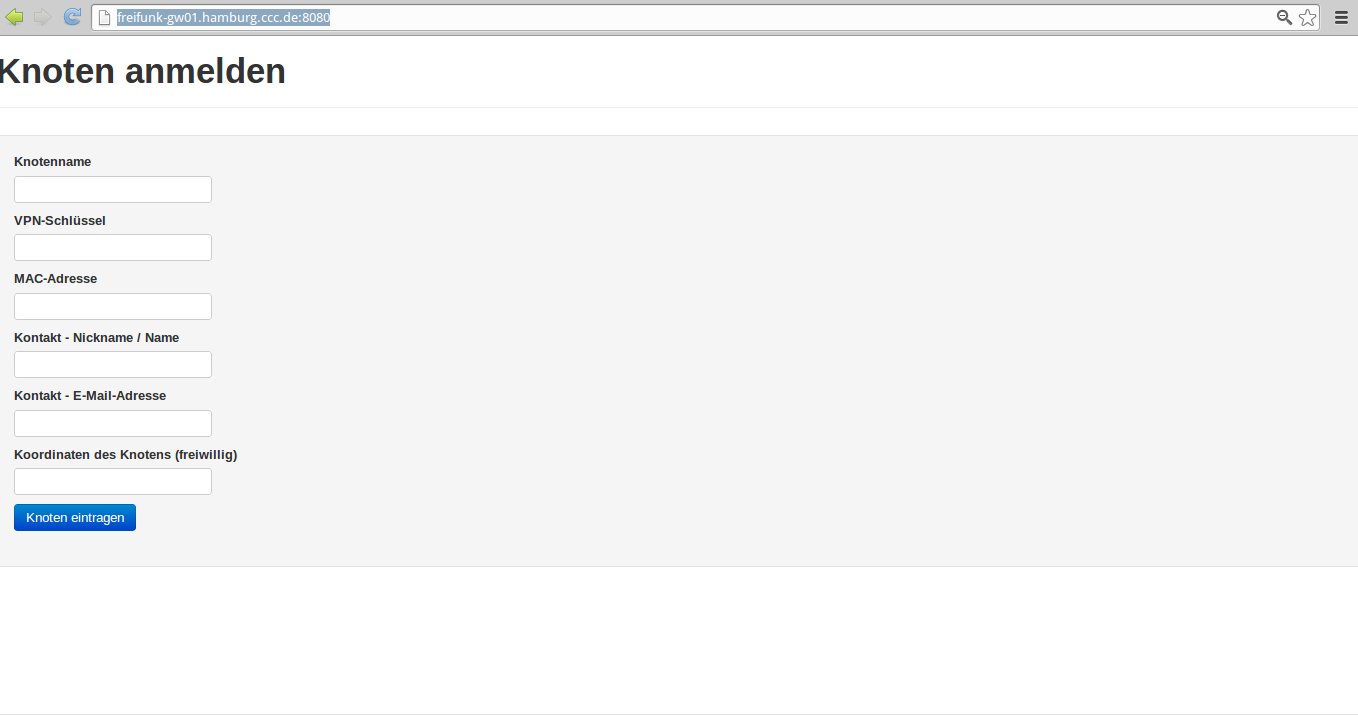 freifunk-gw01.hamburg.ccc.de:8080
Knoten anmelden
Knotenname
VPN-Schlüssel
MAC-Adresse
Kontakt - Nickname / Name
Kontakt - E-Mail-Adresse
Koordinaten des Knotens (freiwillig)
Knoten eintragen